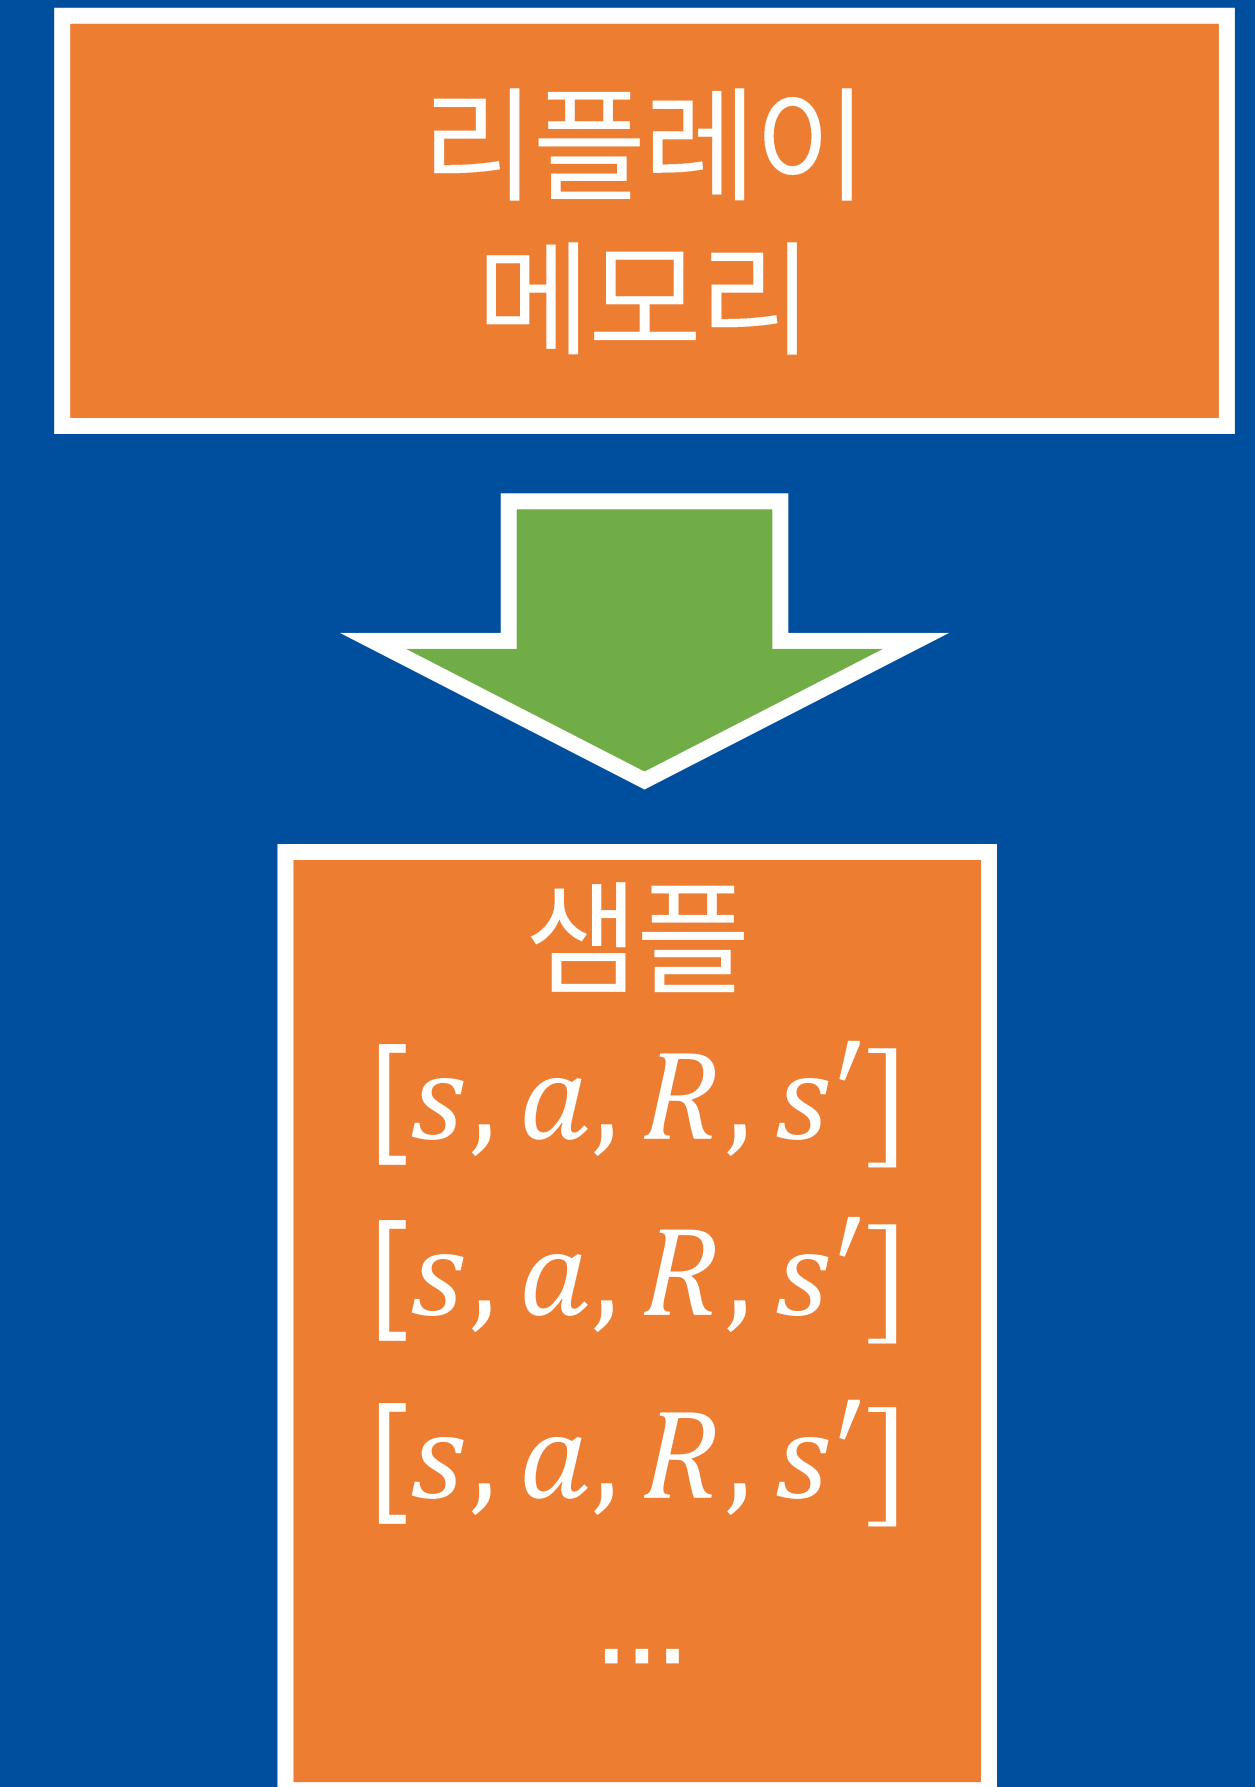 리플레이
메모리
샘플
[s, a, R, s′]
[s, a, R, s′]
[s, a, R, s′]
...